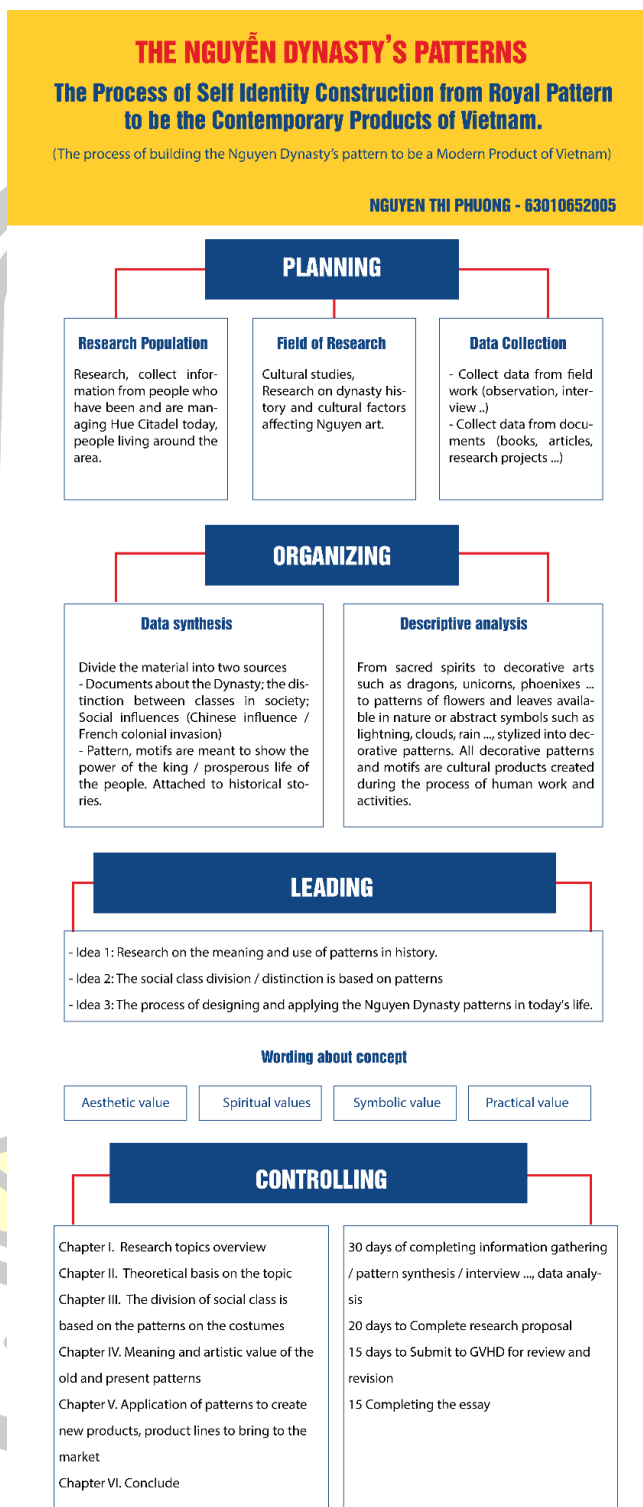 THE NGUYỄN DYNASTY'S PATTERNS
The Process of Self Identity Construction from Royal Pattern
to be the Contemporary Products of Vietnam.
(The process of building the Nguyen Dynasty's pattern to be a Modern Product of Vietnam)
NGUYEN THI PHUONG - 63010652005
PLANNING
Research Population
Research, collect infor-
mation from people who
have been and are man-
aging Hue Citadel today,
people living around the
area.
Field of Research
Cultural studies,
Research on dynasty his-
tory and cultural factors
affecting Nguyen art.
Data Collection
- Collect data from field
work (observation, inter-
view ..)
- Collect data from docu-
ments (books, articles,
research projects ...)
ORGANIZING
Data synthesis
Divide the material into two sources
- Documents about the Dynasty; the dis-
tinction between classes in society;
Social influences (Chinese influence /
French colonial invasion)
- Pattern, motifs are meant to show the
power of the king / prosperous life of
the people. Attached to historical sto-
ries.
Descriptive analysis
From sacred spirits to decorative arts
such as dragons, unicorns, phoenixes ...
to patterns of flowers and leaves availa-
ble in nature or abstract symbols such as
lightning, clouds, rain ..., stylized into dec-
orative patterns. All decorative patterns
and motifs are cultural products created
during the process of human work and
activities.
LEADING
- Idea 1: Research on the meaning and use of patterns in history.
- Idea 2: The social class division / distinction is based on patterns
- Idea 3: The process of designing and applying the Nguyen Dynasty patterns in today's life.
Wording about concept
Aesthetic value
Spiritual values
Symbolic value
Practical value
CONTROLLING
Chapter I. Research topics overview
Chapter II. Theoretical basis on the topic
Chapter III. The division of social class is
based on the patterns on the costumes
Chapter IV. Meaning and artistic value of the
old and present patterns
Chapter V. Application of patterns to create
new products, product lines to bring to the
market
Chapter VI. Conclude
30 days of completing information gathering
/ pattern synthesis / interview ..., data analy-
sis
20 days to Complete research proposal
15 days to Submit to GVHD for review and
revision
15 Completing the essay